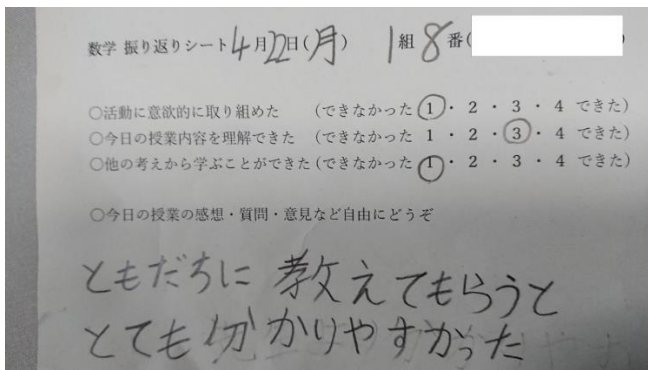 数学 振り返りシート4月22日(月) 1組8番( )
○活動に意欲的に取り組めた (できなかった 1・2・3・4 できた)
○今日の授業内容を理解できた (できなかった 1・2・3・4 できた)
○他の考えから学ぶことができた(できなかった 1・2・3・4 できた)
○今日の授業の感想・質問・意見など自由にどうぞ
ともだちに教えてもらうと
とても分かりやすかった